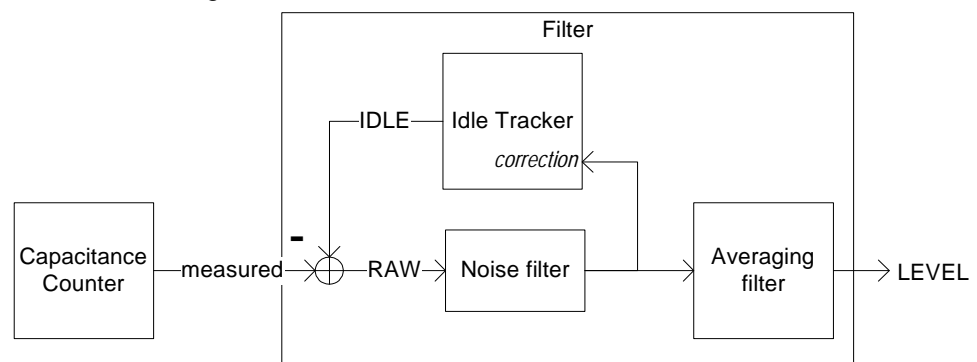 Filter
IDLE
Idle Tracker
correction
Capacitance
Counter
measured
-
RAW
Noise filter
Averaging
filter
LEVEL